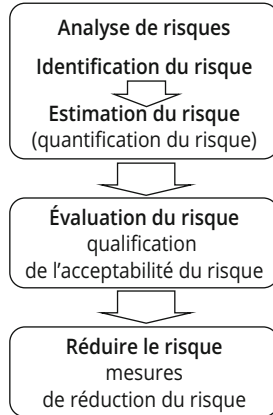 Analyse de risques
Identification du risque
Estimation du risque
(quantification du risque)
Évaluation du risque
qualification
de l’acceptabilité du risque
Réduire le risque
mesures
de réduction du risque